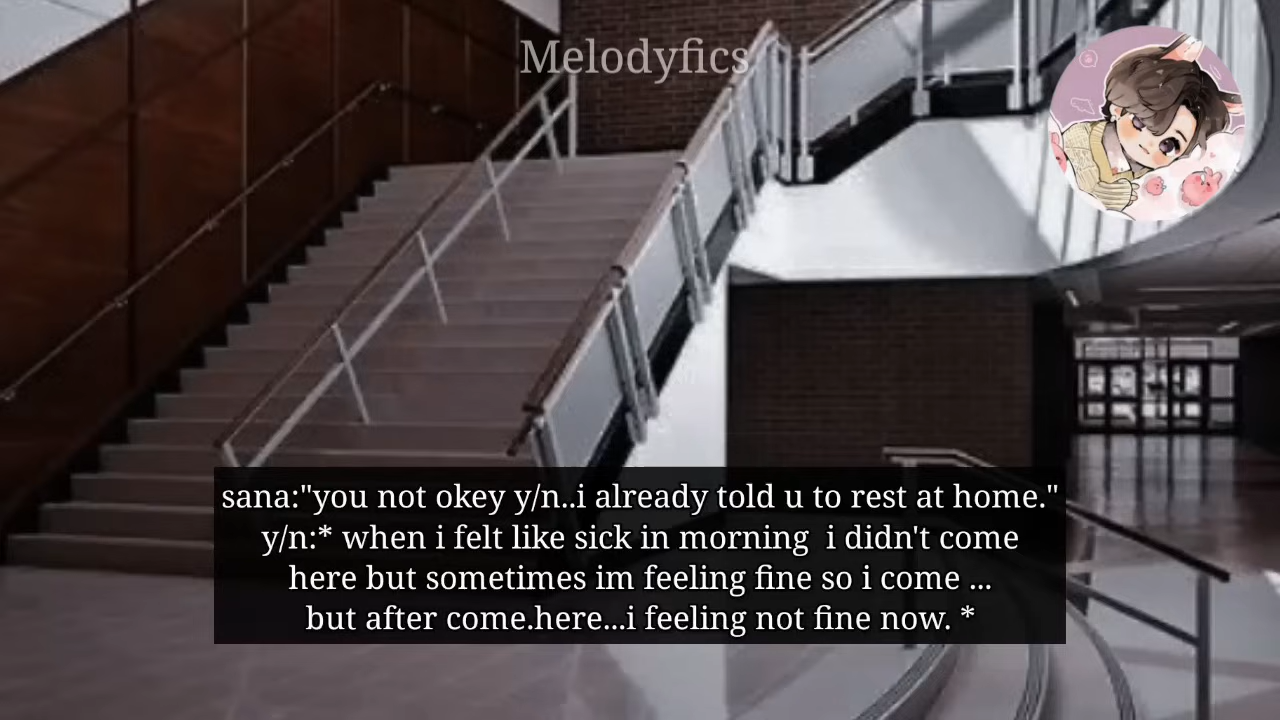 Melodyfics
sana:"you not okey y/n..i already told u to rest at home."
y/n:* when i felt like sick in morning  i didn't come
here but sometimes im feeling fine so i come ...
but after come.here...i feeling not fine now. *